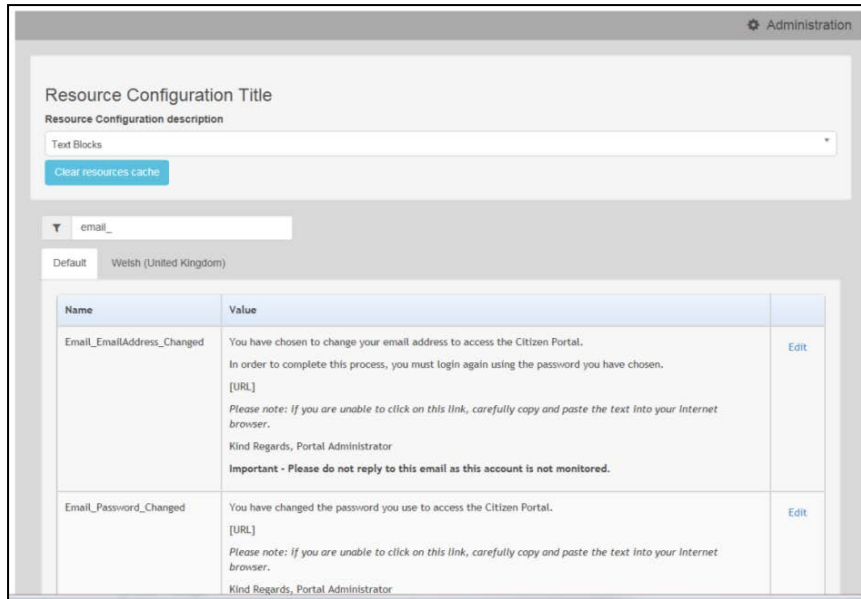 Administration
Resource Configuration Title
Resource Configuration description
Text Blocks
Clear resources cache
email_
Default Welsh (United Kingdom)
Name Value
Email_EmailAddress_Changed You have chosen to change your email address to access the Citizen Portal. Edit
In order to complete this process, you must login again using the password you have chosen.
[URL]
Please note: if you are unable to click on this link, carefully copy and paste the text into your Internet
browser.
Kind Regards, Portal Administrator
Important - Please do not reply to this email as this account is not monitored.
Email_Password_Changed You have changed the password you use to access the Citizen Portal. Edit
[URL]
Please note: if you are unable to click on this link, carefully copy and paste the text into your Internet
browser.
Kind Regards, Portal Administrator